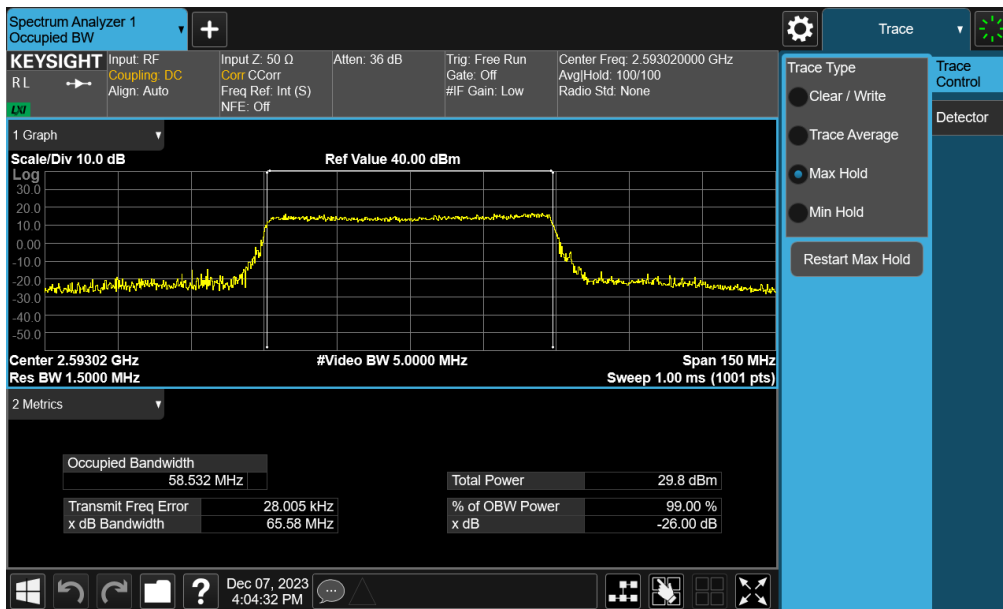 Spectrum Analyzer 1
Occupied BW
+
Trace
KEYSIGHT
R L
LXI
Input: RF
Coupling: DC
Align: Auto
Input Z: 50 Ω
Corr CCorr
Freq Ref: Int (S)
NFE: Off
Atten: 36 dB
Trig: Free Run
Gate: Off
#IF Gain: Low
Center Freq: 2.593020000 GHz
Avg|Hold: 100/100
Radio Std: None
Trace Type
Clear / Write
Trace Average
Max Hold
Min Hold
Restart Max Hold
Trace
Control
Detector
1 Graph
Scale/Div 10.0 dB
Ref Value 40.00 dBm
Log
30.0
20.0
10.0
0.00
-10.0
-20.0
-30.0
-40.0
-50.0
Center 2.59302 GHz
#Video BW 5.0000 MHz
Span 150 MHz
Res BW 1.5000 MHz
Sweep 1.00 ms (1001 pts)
2 Metrics
Occupied Bandwidth
58.532 MHz
Total Power 29.8 dBm
Transmit Freq Error 28.005 kHz
% of OBW Power 99.00 %
x dB Bandwidth 65.58 MHz
x dB -26.00 dB
?
Dec 07, 2023
4:04:32 PM